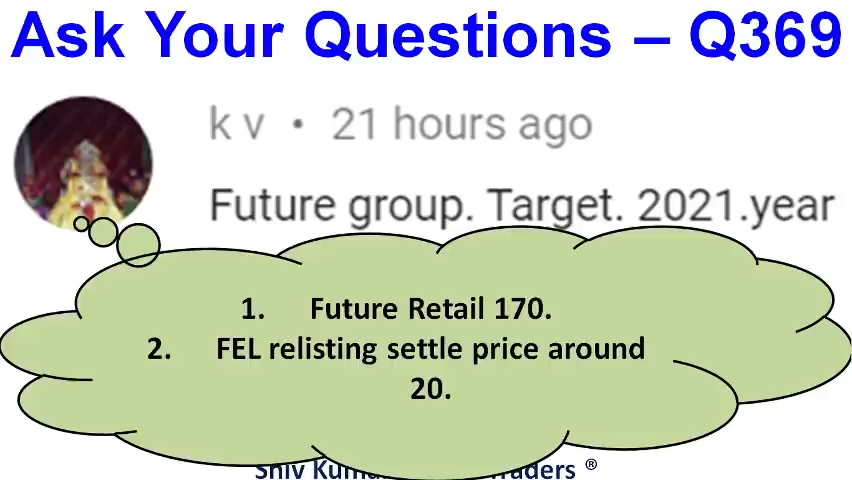 Ask Your Questions – Q369
k v • 21 hours ago
Future group. Target. 2021.year
1. Future Retail 170.
2. FEL relisting settle price around
20.
Shiv
®